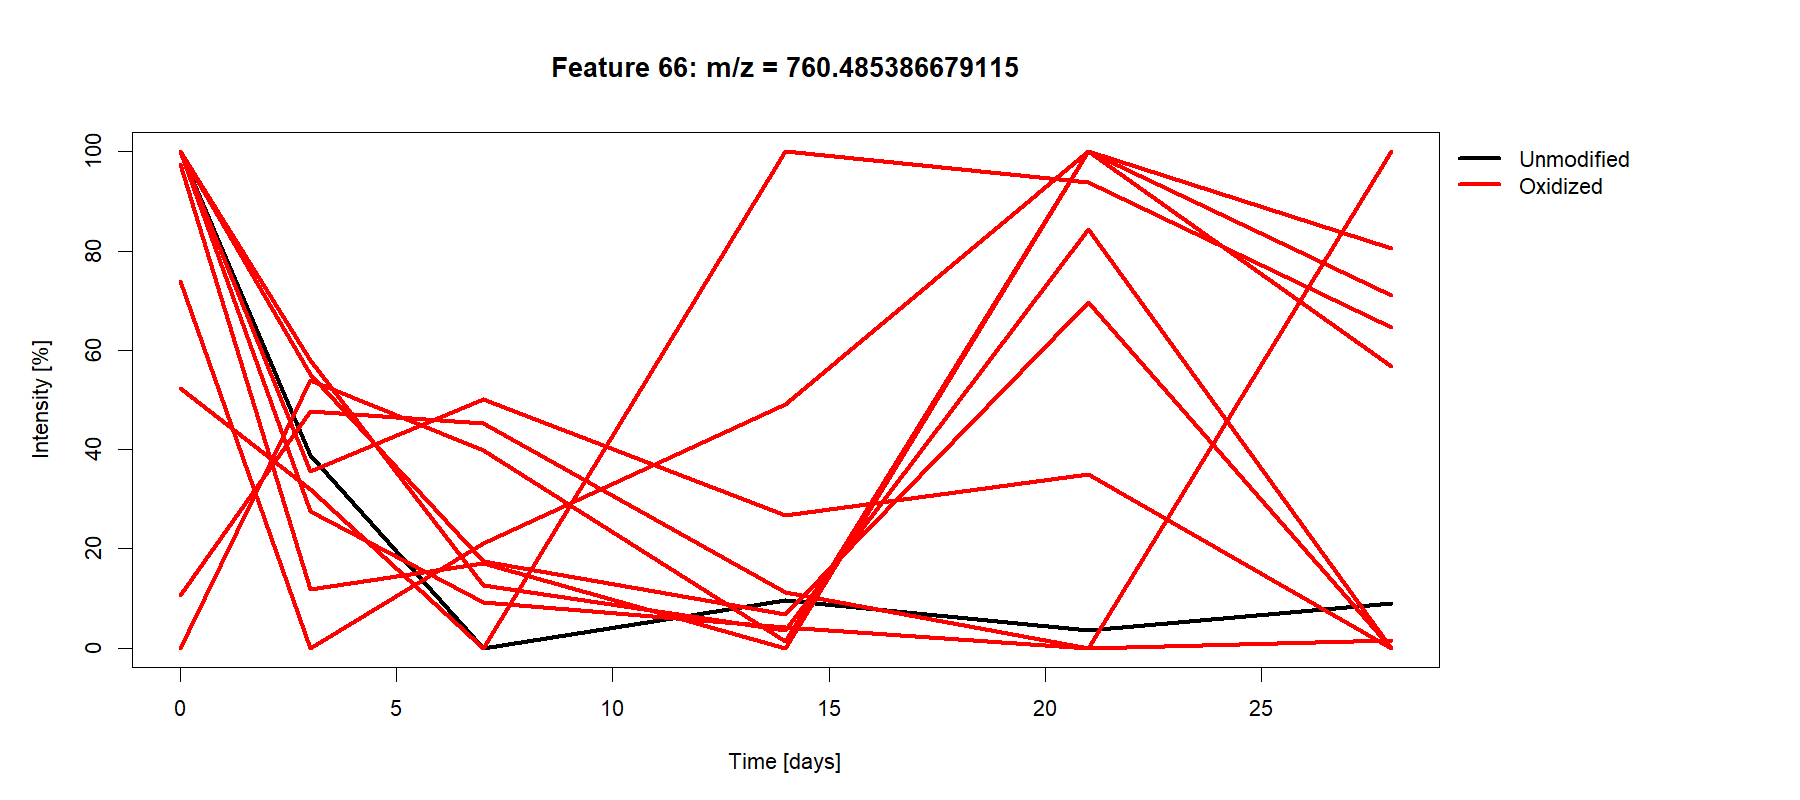 Feature 66: m/z = 760.485386679115
Unmodified
Oxidized
Intensity [%]
100
80
60
40
20
0
0 5 10 15 20 25
Time [days]